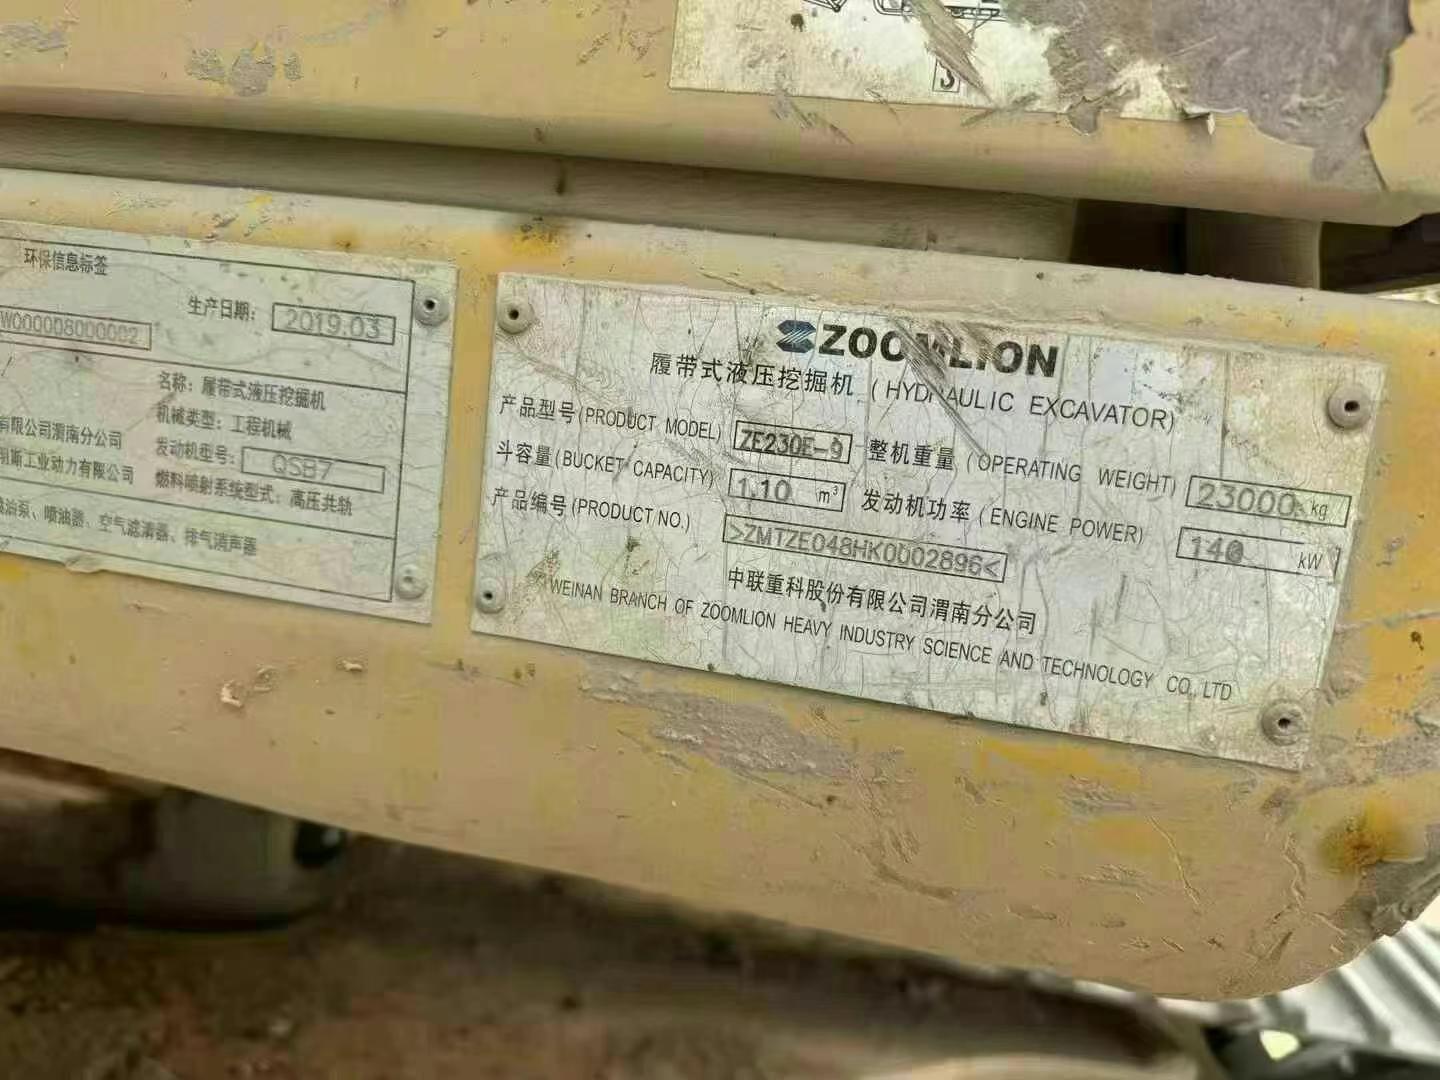 3
环保信息标签
生产日期: 2019.03
W000008000002
名称: 履带式液压挖掘机
机械类型: 工程机械
有限公司渭南分公司
发动机型号: QSB7
斯工业动力有限公司
燃料喷射系统型式: 高压共轨
油泵、喷油器、空气滤清器、排气消声器
ZOOMLION
履带式液压挖掘机 (HYDRAULIC EXCAVATOR)
产品型号(PRODUCT MODEL) ZE230E-9 整机重量 (OPERATING WEIGHT) 23000 kg
斗容量(BUCKET CAPACITY) 1.10 m³ 发动机功率 (ENGINE POWER) 140 kW
产品编号(PRODUCT NO.) >ZMTZE048HK0002896<
中联重科股份有限公司渭南分公司
WEINAN BRANCH OF ZOOMLION HEAVY INDUSTRY SCIENCE AND TECHNOLOGY CO., LTD